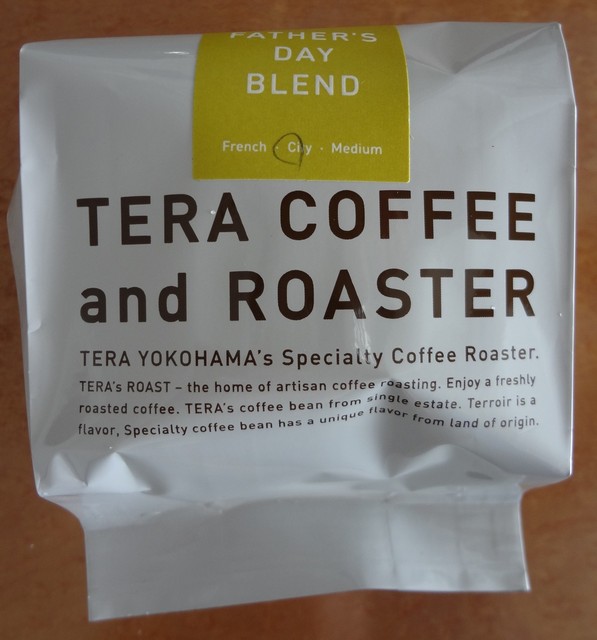 FATHER'S
DAY
BLEND
French · City · Medium
TERA COFFEE
and ROASTER
TERA YOKOHAMA's Specialty Coffee Roaster.
TERA's ROAST – the home of artisan coffee roasting. Enjoy a freshly
roasted coffee. TERA's coffee bean from single estate. Terroir is a
flavor, Specialty coffee bean has a unique flavor from land of origin.